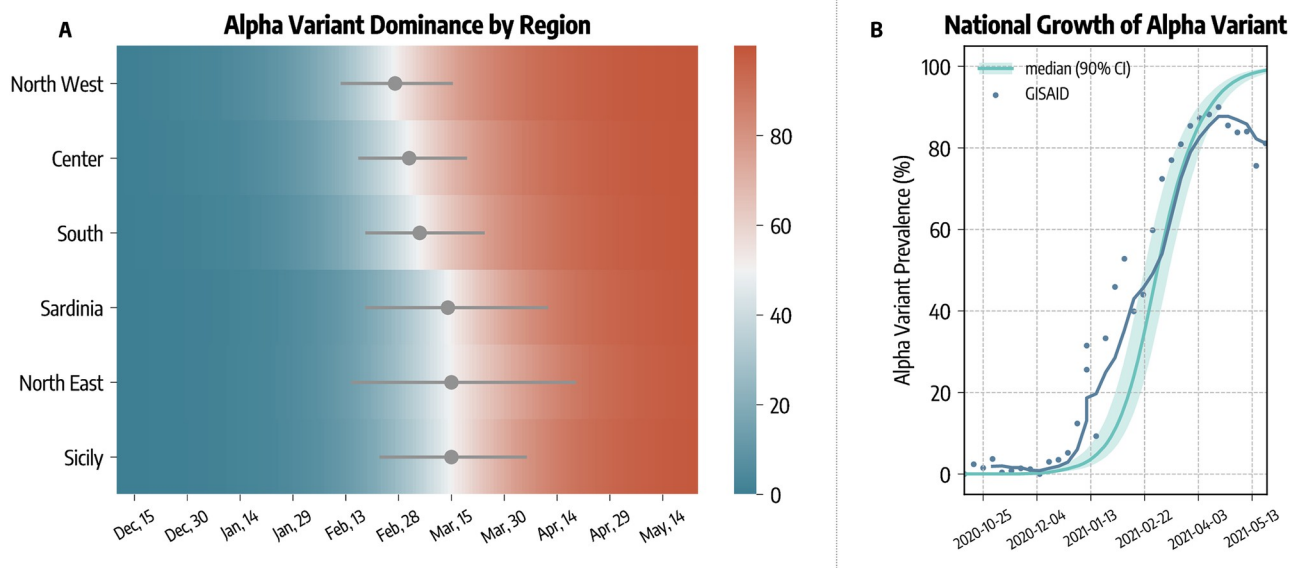 A
Alpha Variant Dominance by Region
North West
Center
South
Sardinia
North East
Sicily
Dec, 15
Dec, 30
Jan, 14
Jan, 29
Feb, 13
Feb, 28
Mar, 15
Mar, 30
Apr, 14
Apr, 29
May, 14
80
60
40
20
0
B
National Growth of Alpha Variant
median (90% CI)
GISAID
Alpha Variant Prevalence (%)
100
80
60
40
20
0
2020-10-25
2020-12-04
2021-01-13
2021-02-22
2021-04-03
2021-05-13